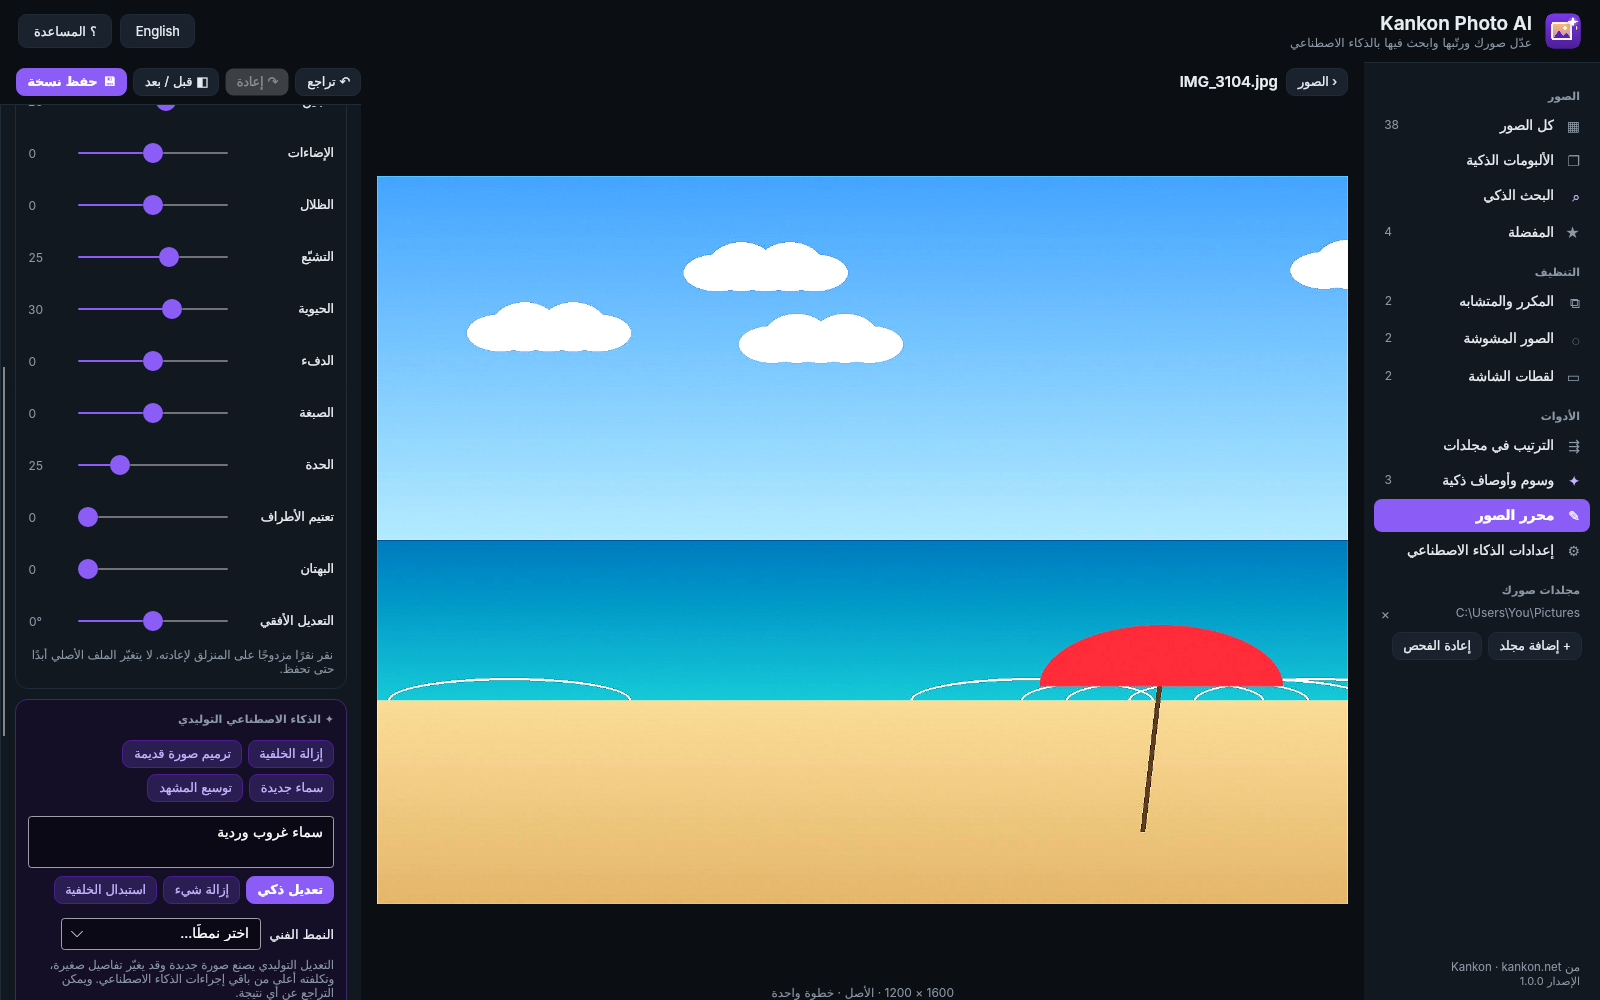 Kankon Photo AI
عدّل صورك ورتّبها وابحث فيها بالذكاء الاصطناعي
English
؟ المساعدة
الصور
▦ كل الصور 38
❐ الألبومات الذكية
⌕ البحث الذكي
★ المفضلة 4
التنظيف
⧉ المكرر والمتشابه 2
○ الصور المشوشة 2
▭ لقطات الشاشة 2
الأدوات
⇶ الترتيب في مجلدات
✦ وسوم وأوصاف ذكية 3
✎ محرر الصور
⚙ إعدادات الذكاء الاصطناعي
مجلدات صورك
C:\Users\You\Pictures ×
+ إضافة مجلد
إعادة الفحص
من Kankon · kankon.net
الإصدار 1.0.0
‹ الصور
IMG_3104.jpg
↶ تراجع
↷ إعادة
◧ قبل / بعد
💾 حفظ نسخة
الإضاءات 0
الظلال 0
التشبّع 25
الحيوية 30
الدفء 0
الصبغة 0
الحدة 25
تعتيم الأطراف 0
البهتان 0
التعديل الأفقي 0°
نقر نقرًا مزدوجًا على المنزلق لإعادته. لا يتغيّر الملف الأصلي أبدًا
حتى تحفظ.
✦ الذكاء الاصطناعي التوليدي
إزالة الخلفية
ترميم صورة قديمة
سماء جديدة
توسيع المشهد
سماء غروب وردية
تعديل ذكي
إزالة شيء
استبدال الخلفية
النمط الفني
اختر نمطًا...
التعديل التوليدي يصنع صورة جديدة وقد يغيّر تفاصيل صغيرة،
وتكلفته أعلى من باقي إجراءات الذكاء الاصطناعي. ويمكن
التراجع عن أي نتيجة.
1600 × 1200 · الأصل · خطوة واحدة